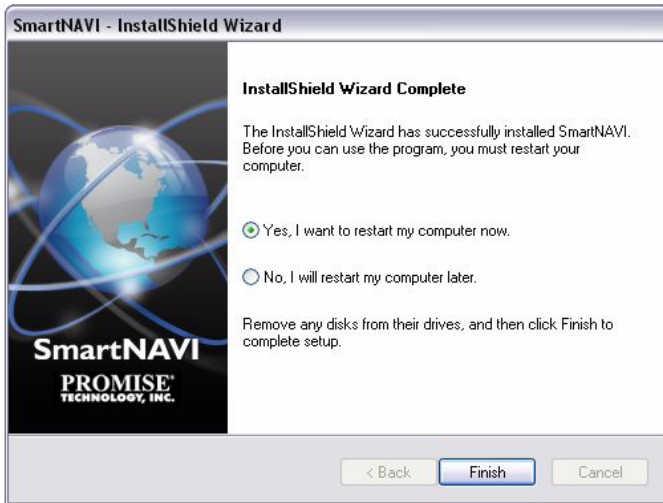 SmartNAVI - InstallShield Wizard
InstallShield Wizard Complete
The InstallShield Wizard has successfully installed SmartNAVI.
Before you can use the program, you must restart your
computer.
Yes, I want to restart my computer now.
No, I will restart my computer later.
Remove any disks from their drives, and then click Finish to
complete setup.
SmartNAVI
PROMISE®
TECHNOLOGY, INC.
< Back
Finish
Cancel